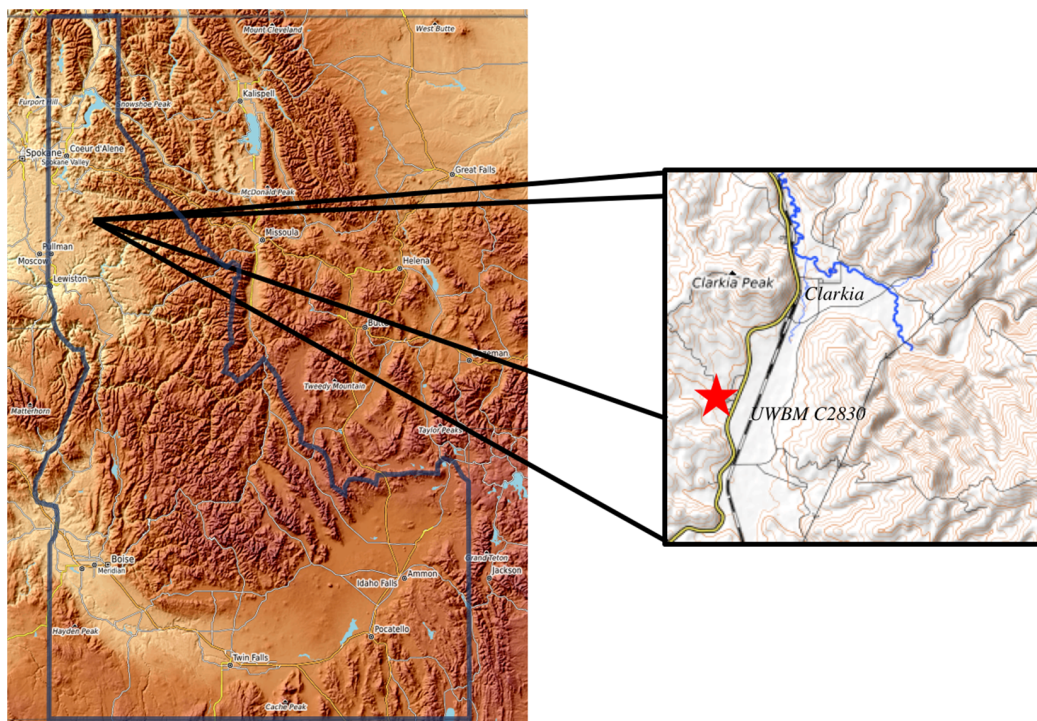 Mount Cleveland
West Butte
Kalispell
Furport Hill
Snowshoe Peak
Coeur d'Alene
Spokane
Spokane Valley
Great Falls
McDonald Peak
Missoula
Pullman
Moscow
Helena
Lewiston
Butte
Tweedy Mountain
Matterhorn
Taylor Peaks
Boise
Meridian
Grand Teton
Jackson
Idaho Falls
Ammon
Hayden Peak
Pocatello
Twin Falls
Cache Peak
Clarkia Peak
Clarkia
UWBM C2830